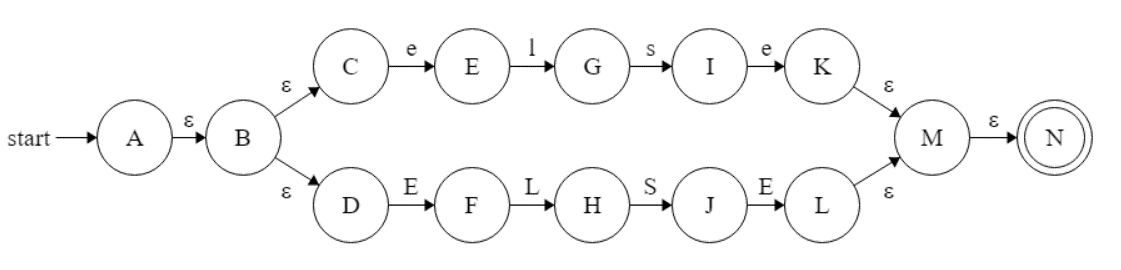 C e E l G s I e K
ε ε
start A ε B M ε N
ε ε
D E F L H S J E L